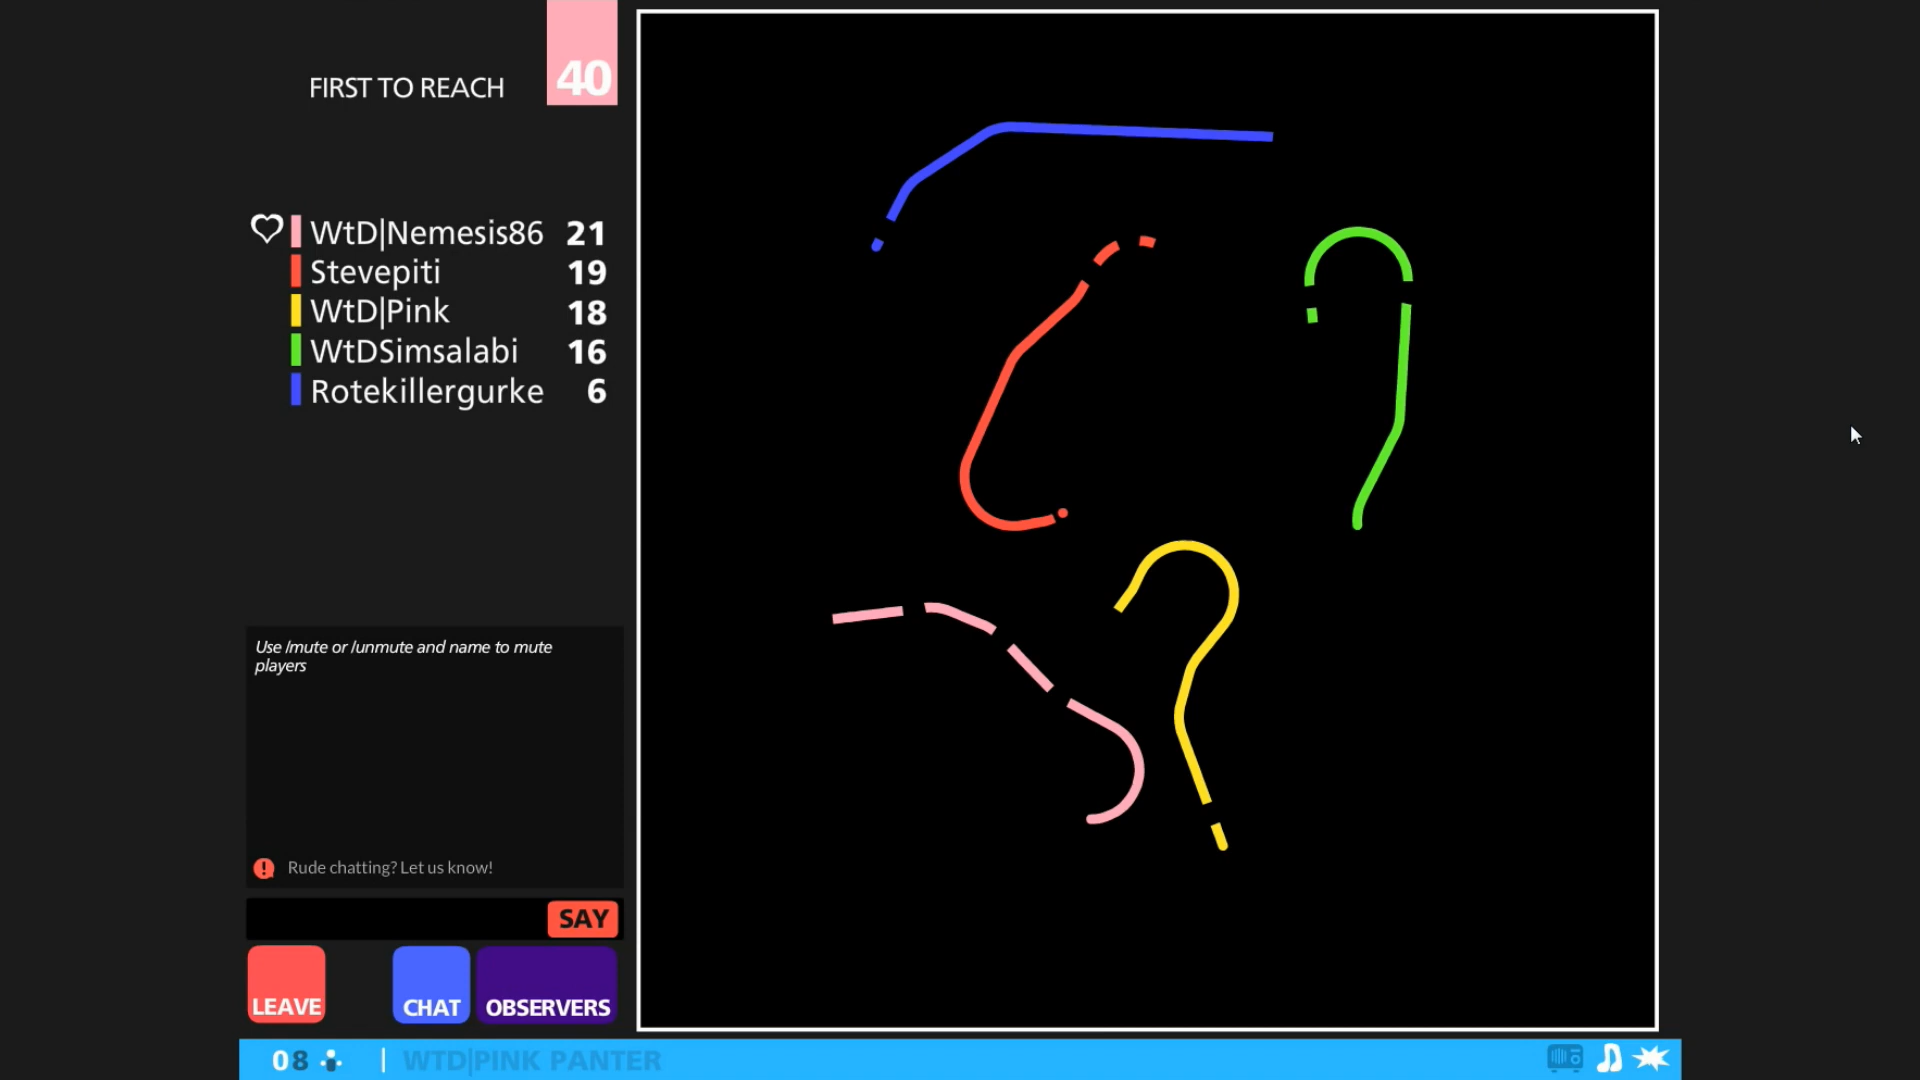 FIRST TO REACH 40
WtD|Nemesis86 21
Stevepiti 19
WtD|Pink 18
WtDSimsalabi 16
Rotekillergurke 6
Use /mute or /unmute and name to mute
players
Rude chatting? Let us know!
SAY
LEAVE CHAT OBSERVERS
08 | WTD|PINK PANTER